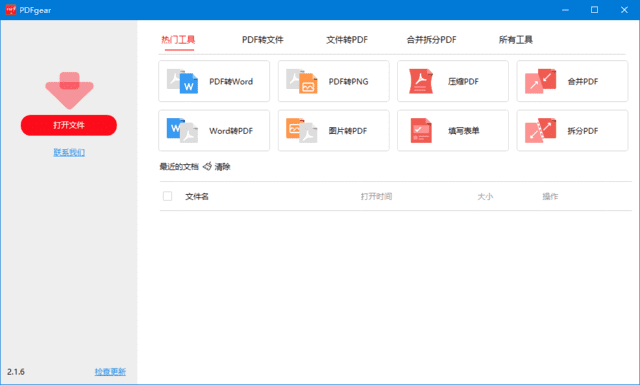 PDFgear
热门工具 PDF转文件 文件转PDF 合并拆分PDF 所有工具
PDF转Word PDF转PNG 压缩PDF 合并PDF
Word转PDF 图片转PDF 填写表单 拆分PDF
打开文件
联系我们
最近的文档 清除
文件名 打开时间 大小 操作
2.1.6 检查更新